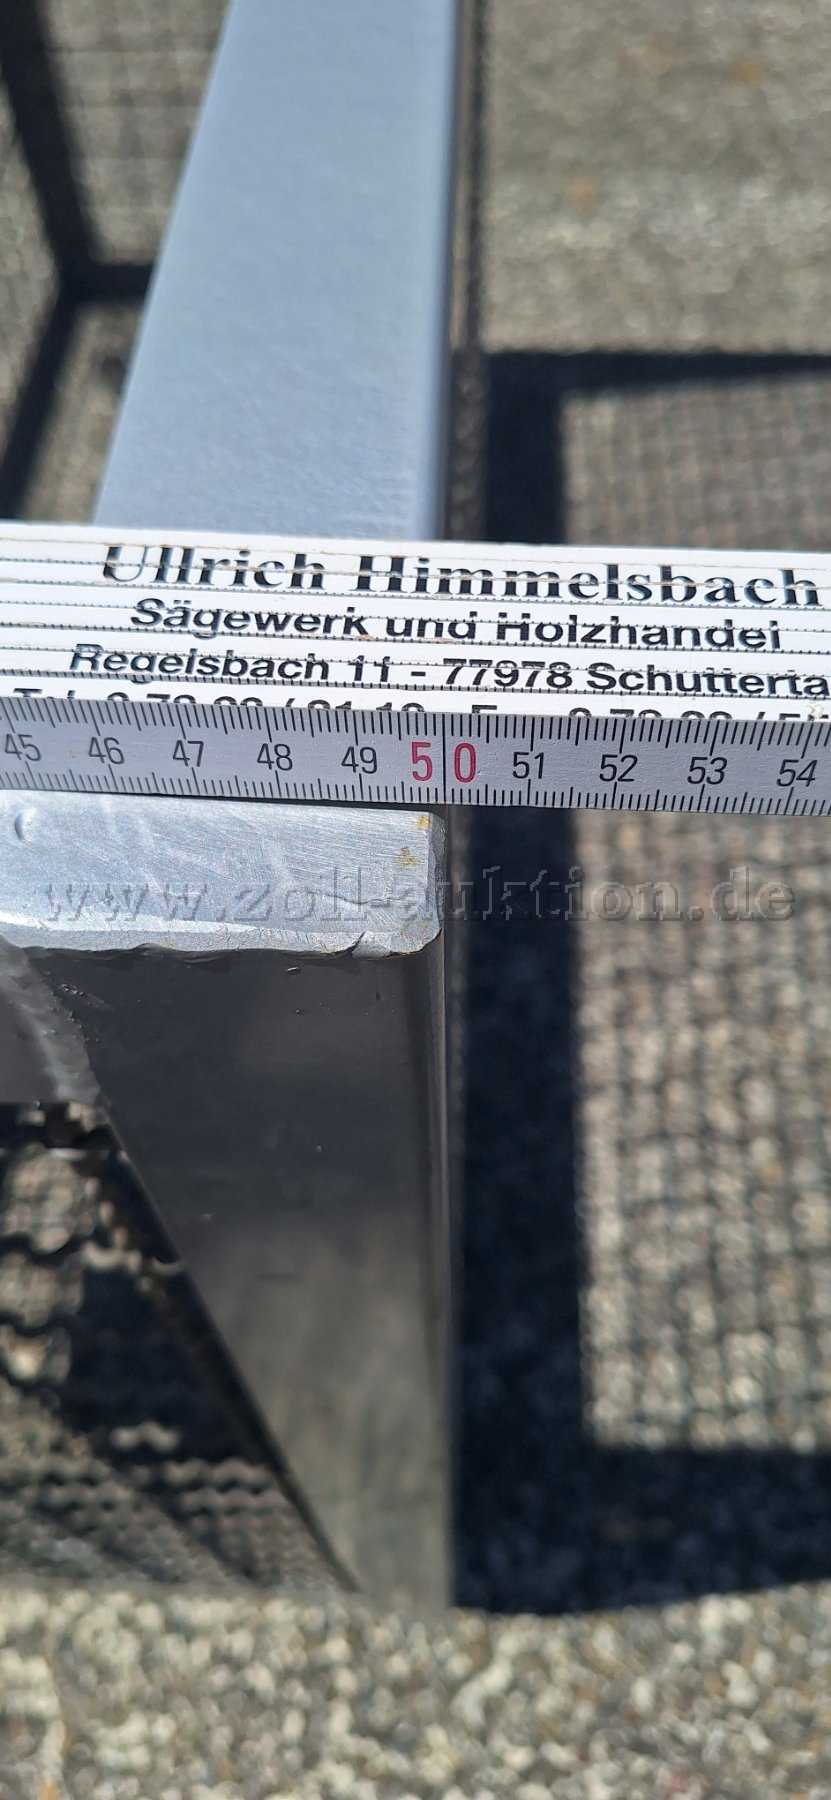 Ullrich Himmelsbach
Sägewerk und Holzhandel
Regelsbach 11 - 77978 Schutterta
45 46 47 48 49 50 51 52 53 54
www.zoll-auktion.de